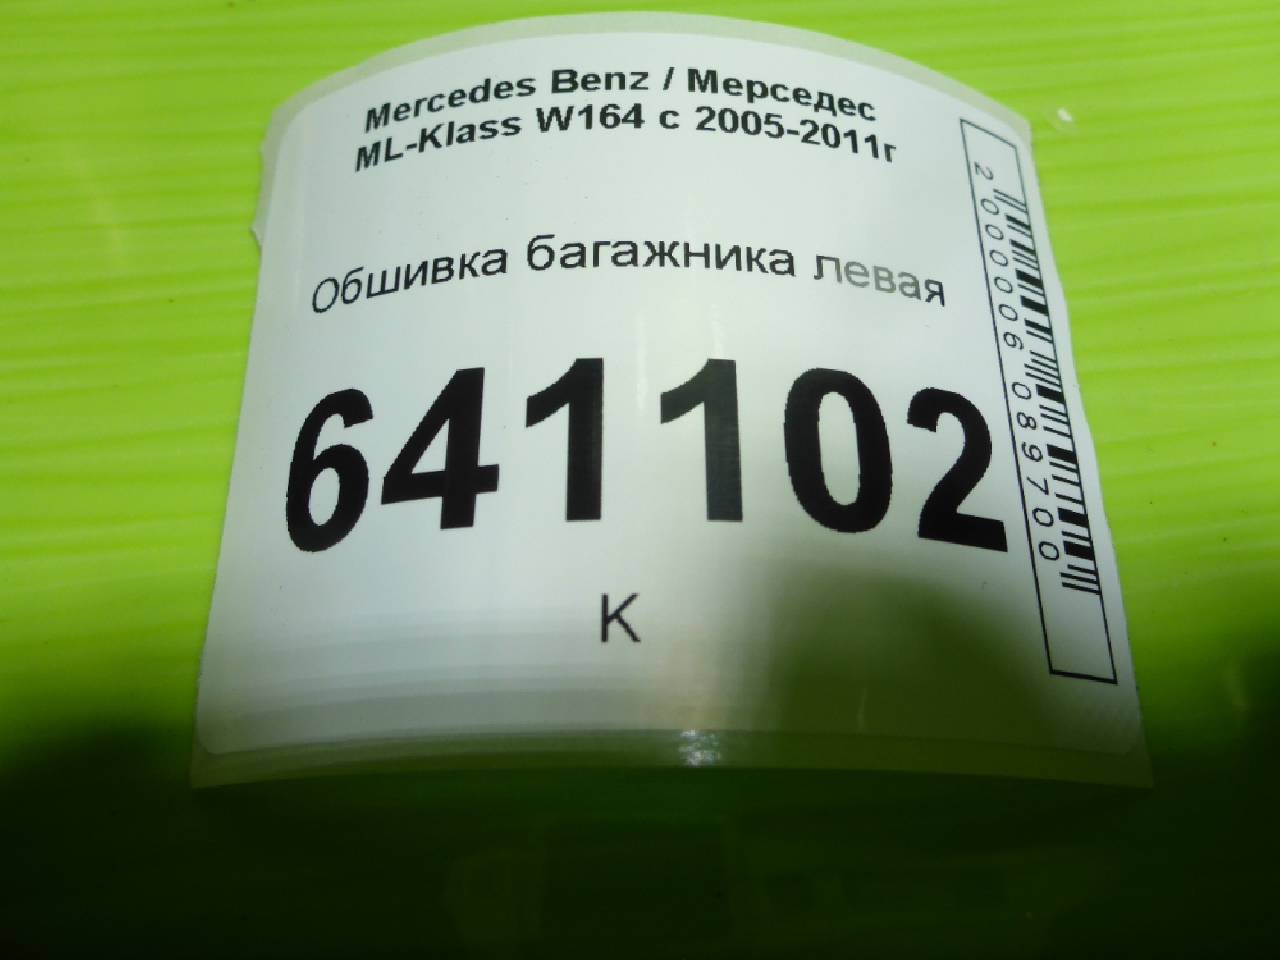 Mercedes Benz / Мерседес
ML-Klass W164 с 2005-2011г
Обшивка багажника левая
641102
К
2000006089700